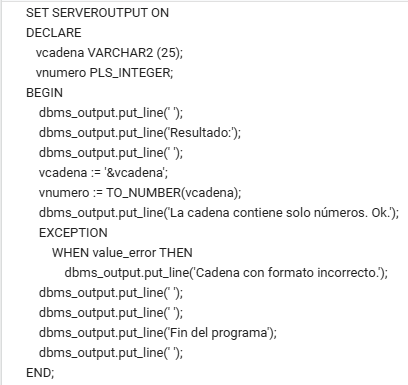 SET SERVEROUTPUT ON
DECLARE
vcadena VARCHAR2 (25);
vnumero PLS_INTEGER;
BEGIN
dbms_output.put_line(' ');
dbms_output.put_line('Resultado:');
dbms_output.put_line(' ');
vcadena := '&vcadena';
vnumero := TO_NUMBER(vcadena);
dbms_output.put_line('La cadena contiene solo números. Ok.');
EXCEPTION
WHEN value_error THEN
dbms_output.put_line('Cadena con formato incorrecto.');
dbms_output.put_line(' ');
dbms_output.put_line(' ');
dbms_output.put_line('Fin del programa');
dbms_output.put_line(' ');
END;